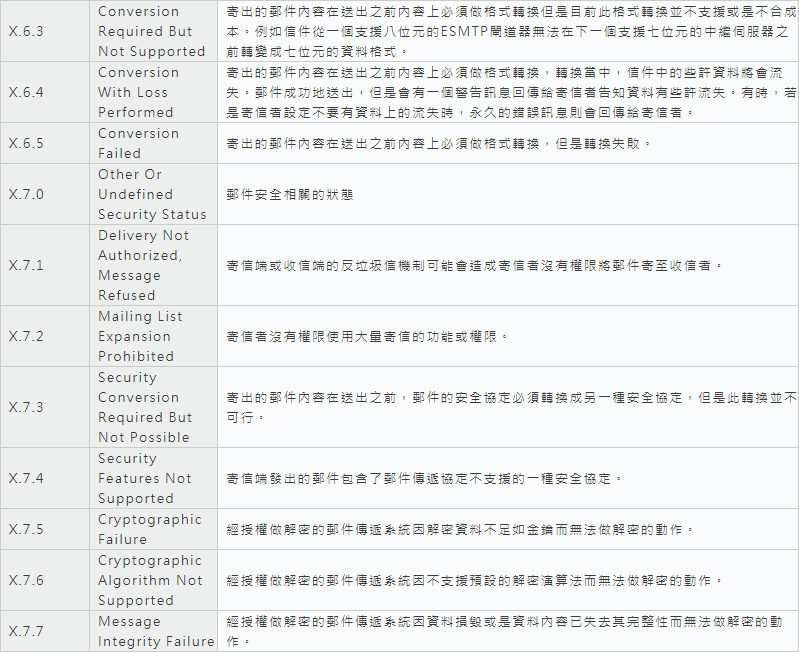 X.6.3
Conversion
Required But
Not Supported
寄出的郵件內容在送出之前內容上必須做格式轉換但是目前此格式轉換並不支援或是不合成
本。例如信件從一個支援八位元的ESMTP閘道器無法在下一個支援七位元的中繼伺服器之
前轉變成七位元的資料格式。
X.6.4
Conversion
With Loss
Performed
寄出的郵件內容在送出之前內容上必須做格式轉換，轉換當中，信件中的些許資料將會流
失。郵件成功地送出，但是會有一個警告訊息回傳給寄信者告知資料有些許流失。有時，若
是寄信者設定不要有資料上的流失時，永久的錯誤訊息則會回傳給寄信者。
X.6.5
Conversion
Failed
寄出的郵件內容在送出之前內容上必須做格式轉換，但是轉換失敗。
X.7.0
Other Or
Undefined
Security Status
郵件安全相關的狀態
X.7.1
Delivery Not
Authorized,
Message
Refused
寄信端或收信端的反垃圾信機制可能會造成寄信者沒有權限將郵件寄至收信者。
X.7.2
Mailing List
Expansion
Prohibited
寄信者沒有權限使用大量寄信的功能或權限。
X.7.3
Security
Conversion
Required But
Not Possible
寄出的郵件內容在送出之前，郵件的安全協定必須轉換成另一種安全協定，但是此轉換並不
可行。
X.7.4
Security
Features Not
Supported
寄信端發出的郵件包含了郵件傳遞協定不支援的一種安全協定。
X.7.5
Cryptographic
Failure
經授權做解密的郵件傳遞系統因解密資料不足如金鑰而無法做解密的動作。
X.7.6
Cryptographic
Algorithm Not
Supported
經授權做解密的郵件傳遞系統因不支援預設的解密演算法而無法做解密的動作。
X.7.7
Message
Integrity Failure
經授權做解密的郵件傳遞系統因資料損毀或是資料內容已失去其完整性而無法做解密的動
作。